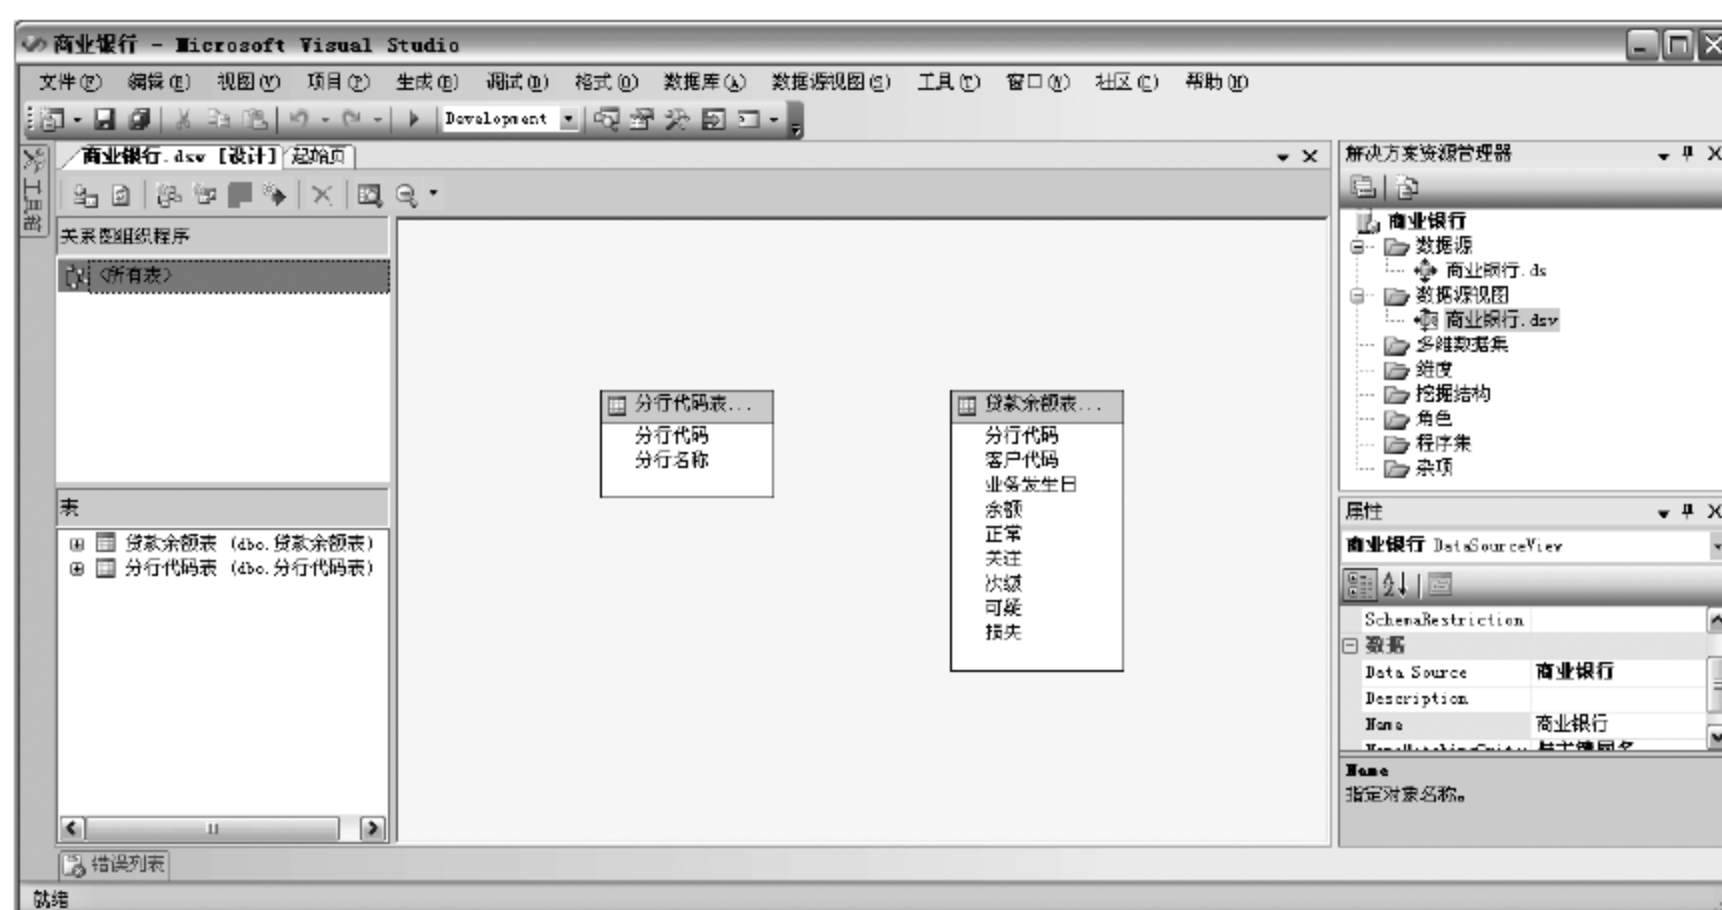 商业银行 - Microsoft Visual Studio
文件(F) 编辑(E) 视图(V) 项目(P) 生成(B) 调试(D) 格式(O) 数据库(A) 数据源视图(S) 工具(T) 窗口(W) 社区(C) 帮助(H)
Development
商业银行.dsv [设计] 起始页
工具箱
关系图组织程序
<所有表>
表
贷款余额表 (dbo.贷款余额表)
分行代码表 (dbo.分行代码表)
分行代码表...
分行代码
分行名称
贷款余额表...
分行代码
客户代码
业务发生日
余额
正常
关注
次级
可疑
损失
解决方案资源管理器
商业银行
数据源
商业银行.ds
数据源视图
商业银行.dsv
多维数据集
维度
挖掘结构
角色
程序集
杂项
属性
商业银行 DataSourceView
SchemaRestriction
数据
Data Source 商业银行
Description
Name 商业银行
Name
指定对象名称。
错误列表
就绪